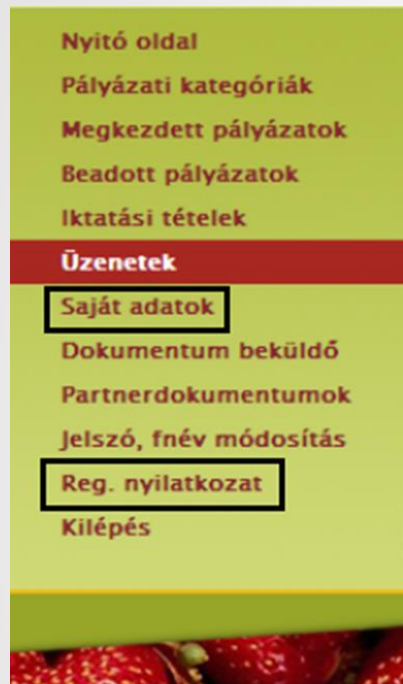 Nyitó oldal
Pályázati kategóriák
Megkezdett pályázatok
Beadott pályázatok
Iktatási tételek
Üzenetek
Saját adatok
Dokumentum beküldő
Partnerdokumentumok
Jelszó, fnév módosítás
Reg. nyilatkozat
Kilépés